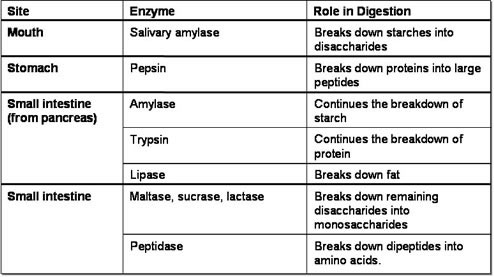 Site Enzyme Role in Digestion
Mouth Salivary amylase Breaks down starches into
disaccharides
Stomach Pepsin Breaks down proteins into large
peptides
Small intestine Amylase Continues the breakdown of
(from pancreas) starch
Trypsin Continues the breakdown of
protein
Lipase Breaks down fat
Small intestine Maltase, sucrase, lactase Breaks down remaining
disaccharides into
monosaccharides
Peptidase Breaks down dipeptides into
amino acids.